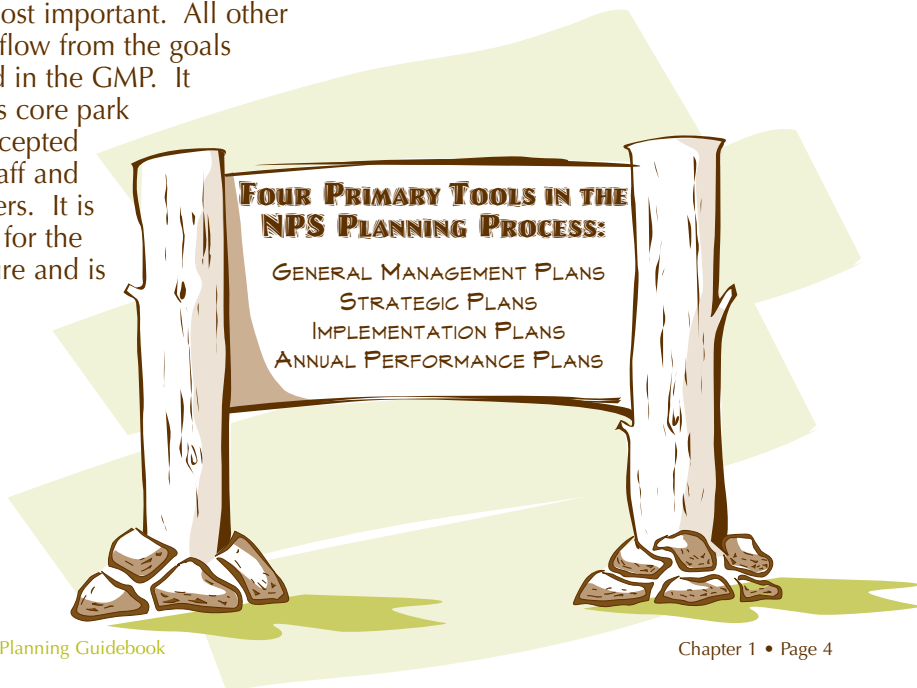 ost important. All other
flow from the goals
in the GMP. It
s core park
cepted
aff and
ers. It is
for the
ure and is
Four Primary Tools in the
NPS Planning Process:
General Management Plans
Strategic Plans
Implementation Plans
Annual Performance Plans
Planning Guidebook
Chapter 1 • Page 4